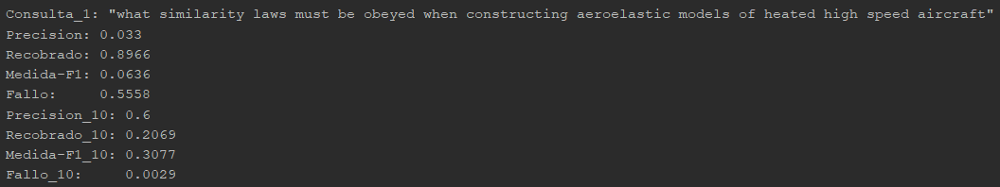 Consulta_1: "what similarity laws must be obeyed when constructing aeroelastic models of heated high speed aircraft"
Precision: 0.033
Recobrado: 0.8966
Medida-F1: 0.0636
Fallo: 0.5558
Precision_10: 0.6
Recobrado_10: 0.2069
Medida-F1_10: 0.3077
Fallo_10: 0.0029